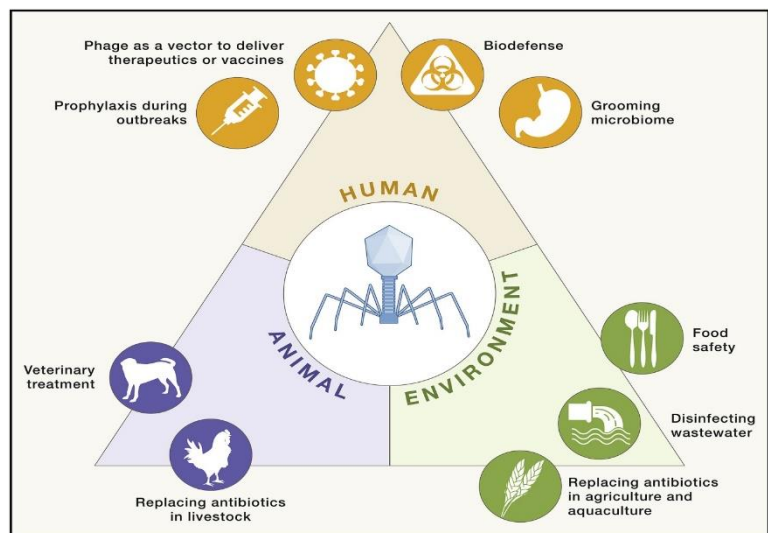 Phage as a vector to deliver
therapeutics or vaccines
Biodefense
Prophylaxis during
outbreaks
Grooming
microbiome
HUMAN
ANIMAL
ENVIRONMENT
Veterinary
treatment
Food
safety
Disinfecting
wastewater
Replacing antibiotics
in livestock
Replacing antibiotics
in agriculture and
aquaculture